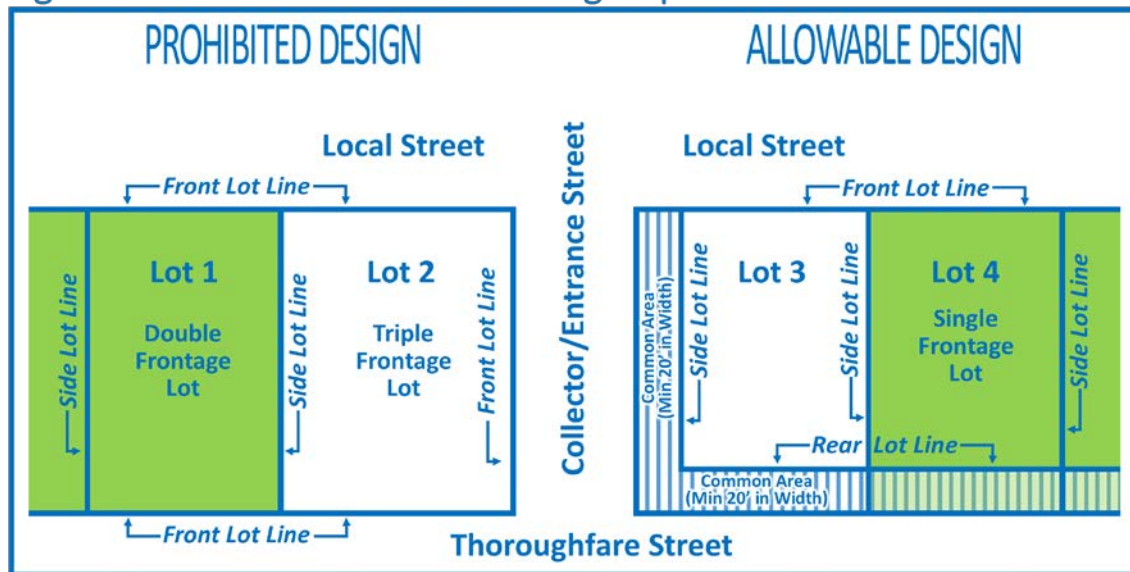 PROHIBITED DESIGN
ALLOWABLE DESIGN
Local Street
Front Lot Line
Side Lot Line
Lot 1
Double
Frontage
Lot
Side Lot Line
Lot 2
Triple
Frontage
Lot
Front Lot Line
Front Lot Line
Collector/Entrance Street
Local Street
Front Lot Line
Common Area
(Min 20' in Width)
Side Lot Line
Lot 3
Side Lot Line
Lot 4
Single
Frontage
Lot
Side Lot Line
Rear Lot Line
Common Area
(Min 20' in Width)
Thoroughfare Street